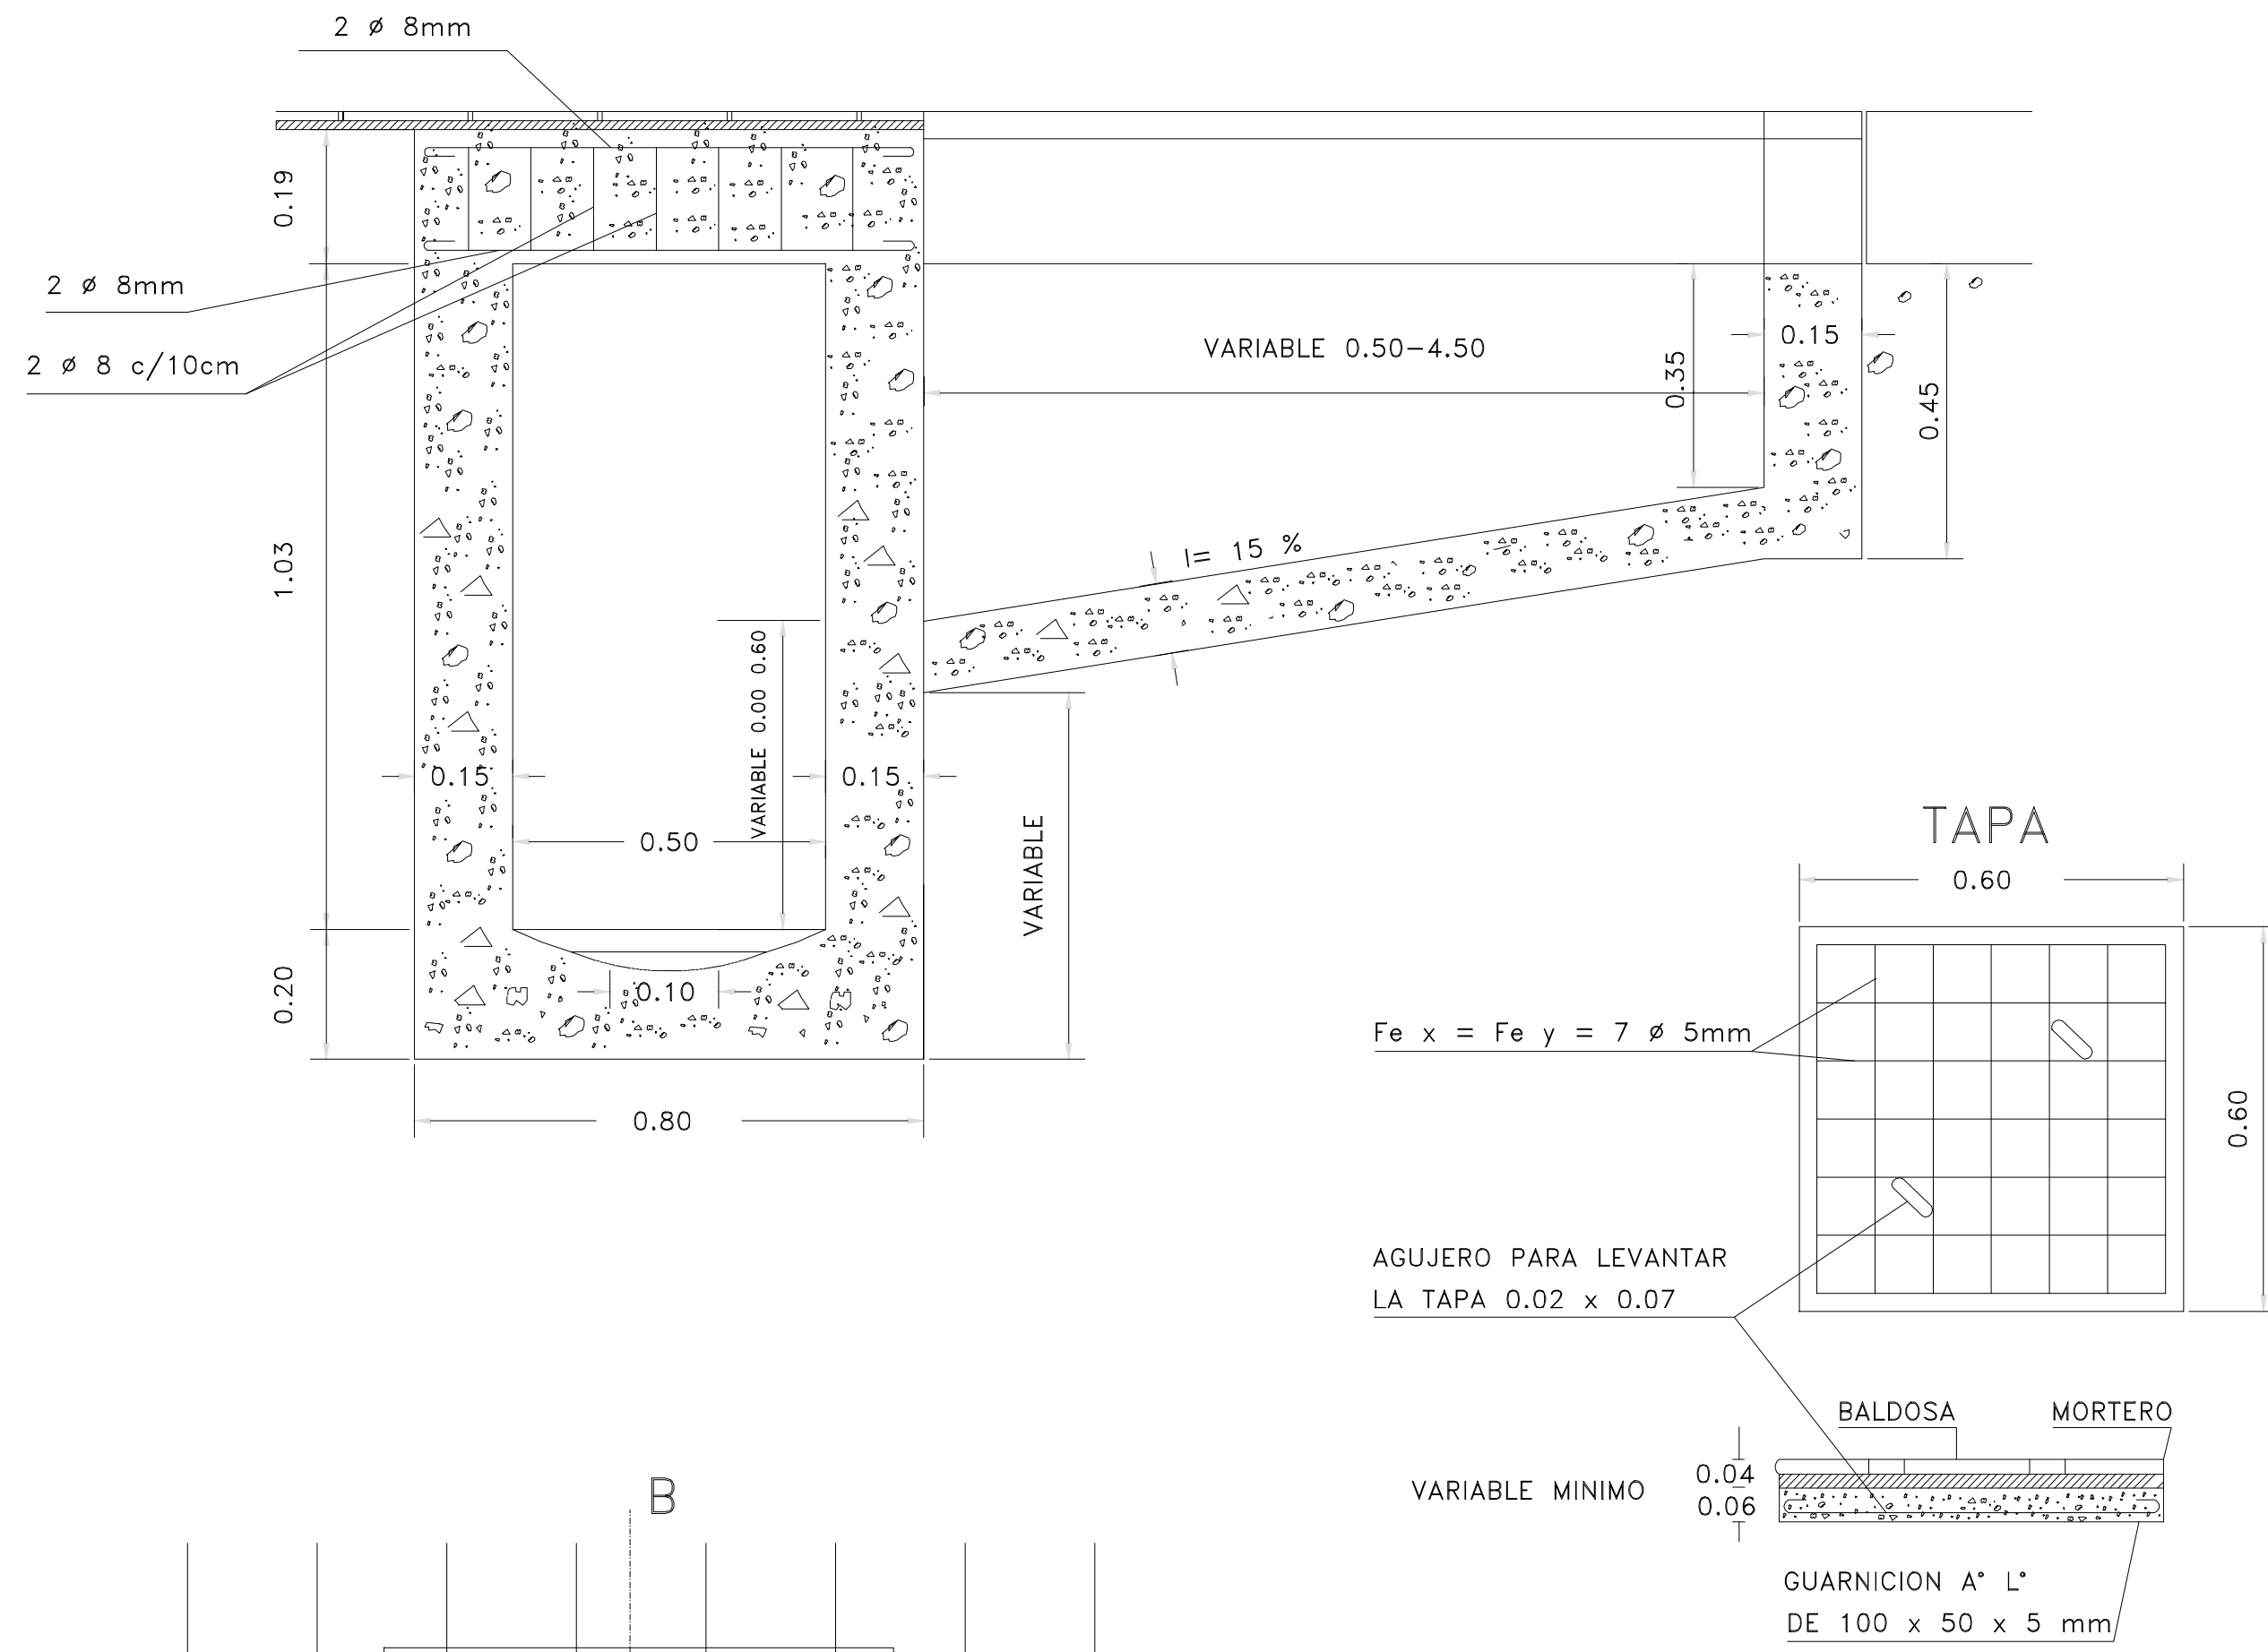 2 ø 8mm
0.19
2 ø 8mm
2 ø 8 c/10cm
VARIABLE 0.50-4.50
0.15
0.35
0.45
1.03
I= 15 %
VARIABLE 0.00 0.60
0.15
0.15
0.50
VARIABLE
0.20
0.10
0.80
TAPA
0.60
Fe x = Fe y = 7 ø 5mm
0.60
AGUJERO PARA LEVANTAR
LA TAPA 0.02 x 0.07
BALDOSA
MORTERO
VARIABLE MINIMO
0.04
0.06
GUARNICION A° L°
DE 100 x 50 x 5 mm
B